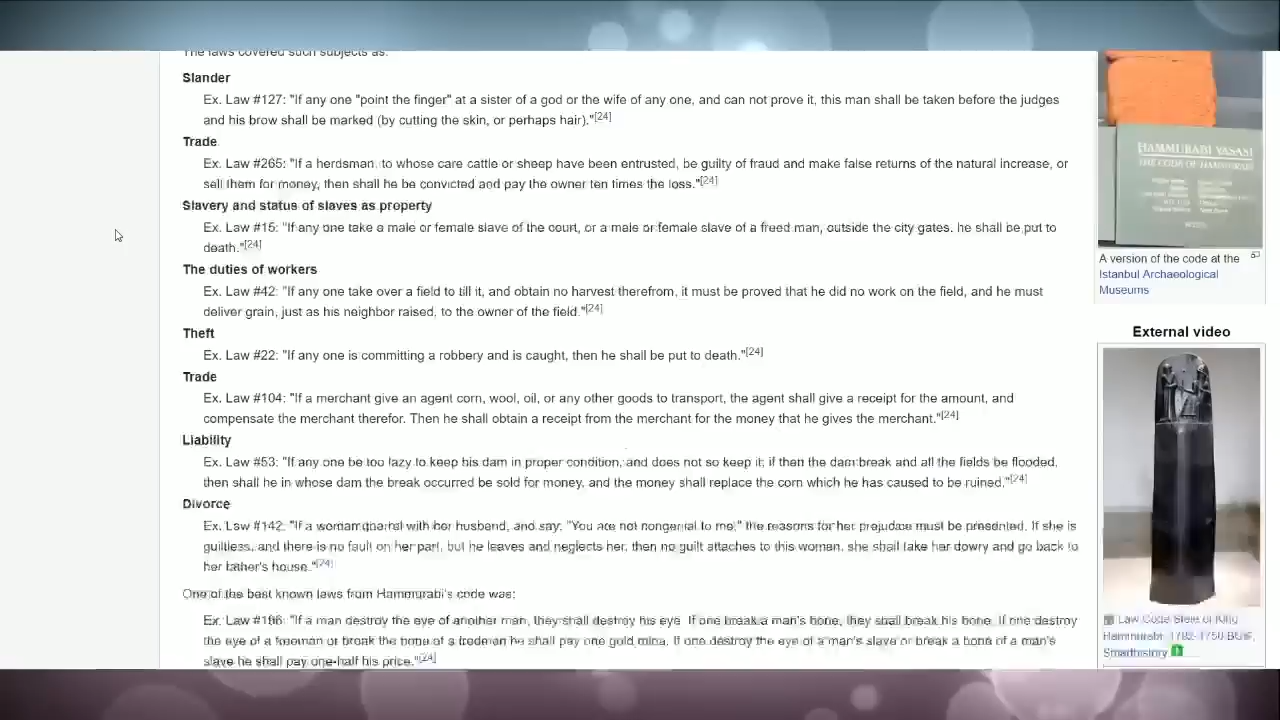 The laws covered such subjects as:
Slander
Ex. Law #127: "If any one "point the finger" at a sister of a god or the wife of any one, and can not prove it, this man shall be taken before the judges
and his brow shall be marked (by cutting the skin, or perhaps hair)."[24]
Trade
Ex. Law #265: "If a herdsman, to whose care cattle or sheep have been entrusted, be guilty of fraud and make false returns of the natural increase, or
sell them for money, then shall he be convicted and pay the owner ten times the loss."[24]
Slavery and status of slaves as property
Ex. Law #15: "If any one take a male or female slave of the court, or a male or female slave of a freed man, outside the city gates, he shall be put to
death."[24]
The duties of workers
Ex. Law #42: "If any one take over a field to till it, and obtain no harvest therefrom, it must be proved that he did no work on the field, and he must
deliver grain, just as his neighbor raised, to the owner of the field."[24]
Theft
Ex. Law #22: "If any one is committing a robbery and is caught, then he shall be put to death."[24]
Trade
Ex. Law #104: "If a merchant give an agent corn, wool, oil, or any other goods to transport, the agent shall give a receipt for the amount, and
compensate the merchant therefor. Then he shall obtain a receipt from the merchant for the money that he gives the merchant."[24]
Liability
Ex. Law #53: "If any one be too lazy to keep his dam in proper condition, and does not so keep it; if then the dam break and all the fields be flooded,
then shall he in whose dam the break occurred be sold for money, and the money shall replace the corn which he has caused to be ruined."[24]
Divorce
Ex. Law #142: "If a woman quarrel with her husband, and say: "You are not congenial to me," the reasons for her prejudice must be presented. If she is
guiltless, and there is no fault on her part, but he leaves and neglects her, then no guilt attaches to this woman, she shall take her dowry and go back to
her father's house."[24]
One of the best known laws from Hammurabi's code was:
Ex. Law #196: "If a man destroy the eye of another man, they shall destroy his eye. If one break a man's bone, they shall break his bone. If one destroy
the eye of a freeman or break the bone of a freeman he shall pay one gold mina. If one destroy the eye of a man's slave or break a bone of a man's
slave he shall pay one-half his price."[24]
HAMMURABI YASASI
THE CODE OF HAMMURABI
A version of the code at the
Istanbul Archaeological
Museums
External video
Law Code Stele of King
Hammurabi, 1792-1750 BCE,
Smarthistory